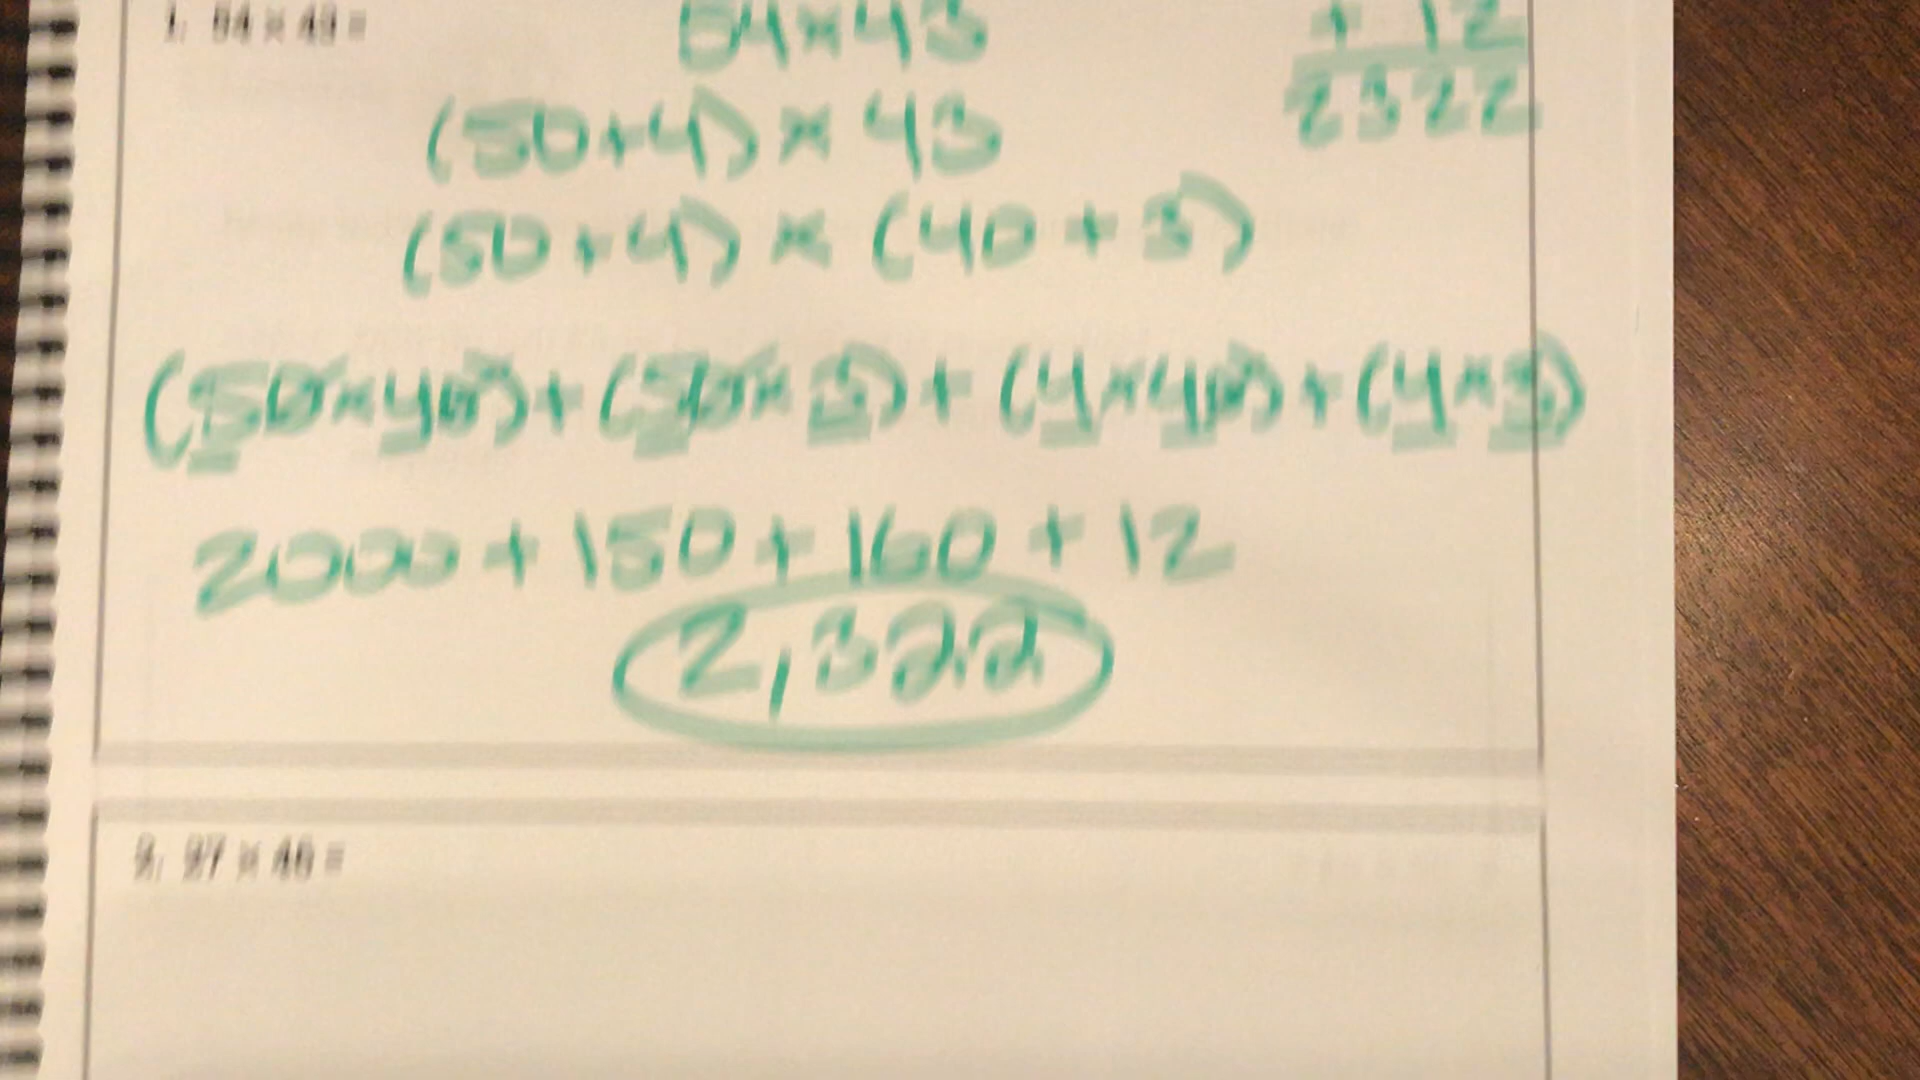 1. 54 × 43 =
54×43
+ 12
2322
(50+4) × 43
(50+4) × (40+3)
(50×40)+(50×3)+(4×40)+(4×3)
2000+150+160+12
2,322
2. 27 × 46 =